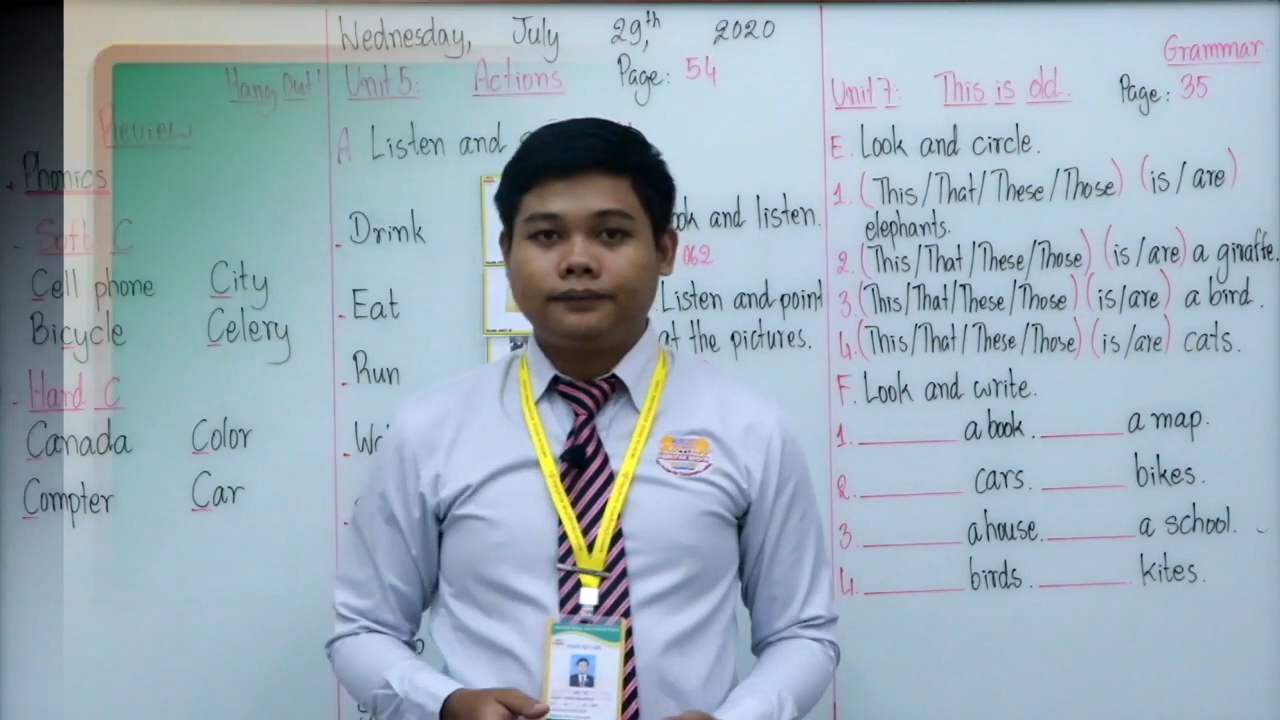 Wednesday, July 29th, 2020
Hang Out!
Review
Phonics
- Soft C
Cell phone City
Bicycle Celery
- Hard C
Canada Color
Compter Car
Unit 5: Actions Page: 54
A Listen and
- Drink
- Eat
- Run
and listen.
062
Listen and point
at the pictures.
Grammar
Unit 7: This is old. Page: 35
E. Look and circle.
1. (This/That/These/Those) (is/are)
elephants.
2. (This/That/These/Those) (is/are) a giraffe.
3. (This/That/These/Those) (is/are) a bird.
4. (This/That/These/Those) (is/are) cats.
F. Look and write.
1. ______ a book. ______ a map.
2. ______ cars. ______ bikes.
3. ______ a house. ______ a school.
4. ______ birds. ______ kites.